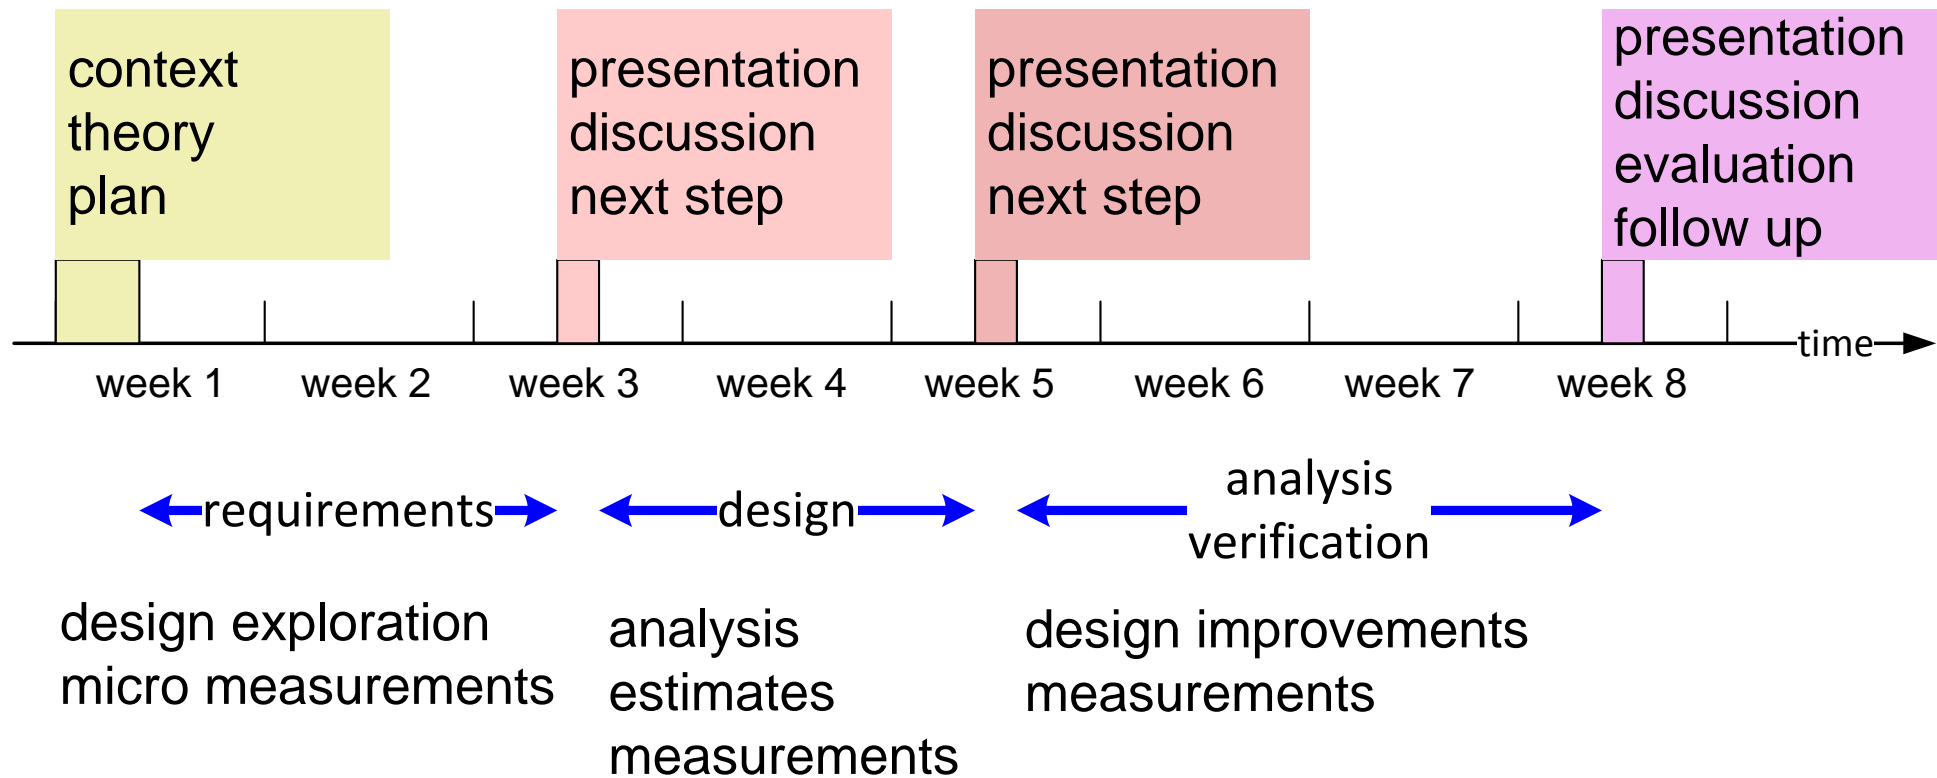 context
theory
plan
presentation
discussion
next step
presentation
discussion
next step
presentation
discussion
evaluation
follow up
time
week 1
week 2
week 3
week 4
week 5
week 6
week 7
week 8
requirements
design
analysis
verification
design exploration
micro measurements
analysis
estimates
measurements
design improvements
measurements